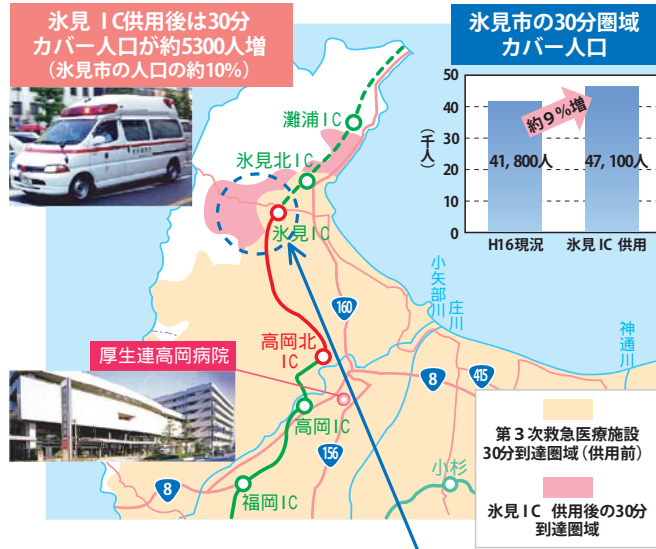 氷見 IC供用後は30分
カバー人口が約5300人増
（氷見市の人口の約10%）
氷見市の30分圏域
カバー人口
（千人）
50
40
30
20
10
0
約9%増
41,800人
47,100人
H16現況
氷見 IC 供用
灘浦IC
氷見北IC
氷見IC
160
小矢部川
庄川
神通川
高岡北
IC
8
415
厚生連高岡病院
高岡IC
156
小杉
8
福岡IC
第3次救急医療施設
30分到達圏域（供用前）
氷見IC 供用後の30分
到達圏域